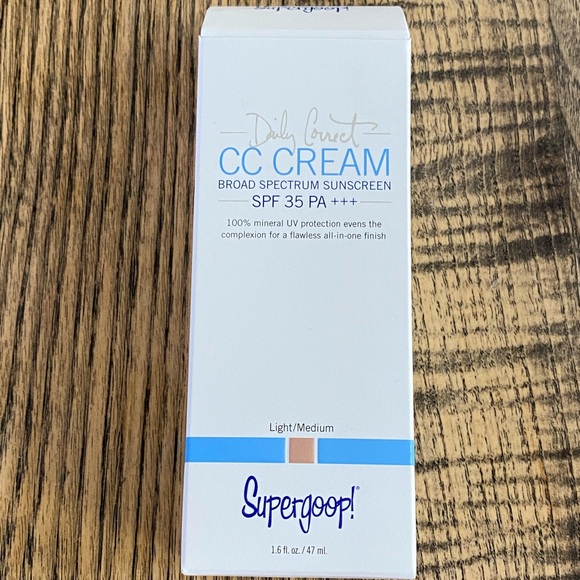 Daily Correct
CC CREAM
BROAD SPECTRUM SUNSCREEN
SPF 35 PA +++
100% mineral UV protection evens the
complexion for a flawless all-in-one finish
Light/Medium
Supergoop!®
1.6 fl. oz. / 47 ml.